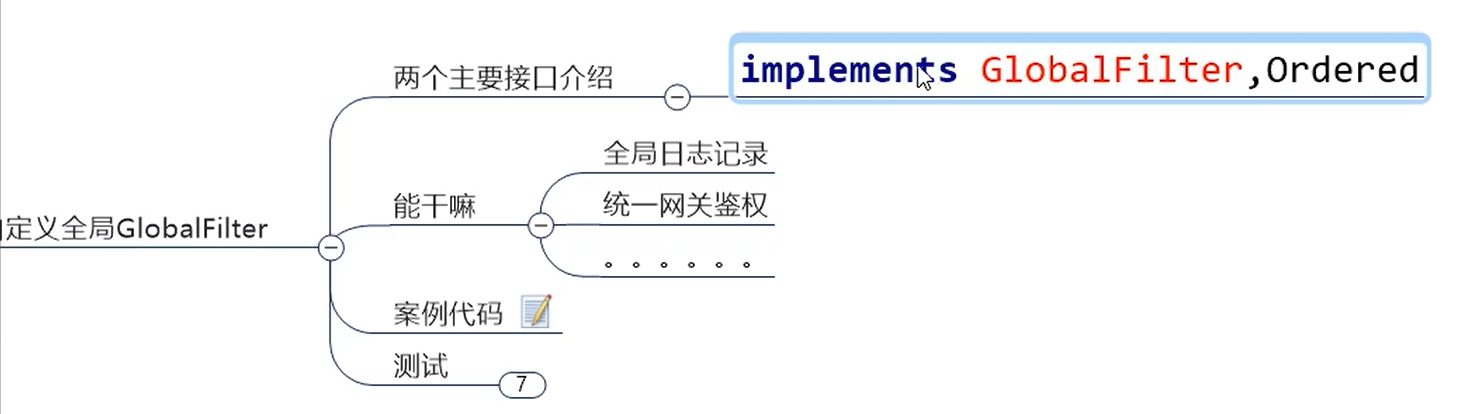 两个主要接口介绍
implements GlobalFilter,Ordered
全局日志记录
能干嘛
统一网关鉴权
定义全局GlobalFilter
。。。。。。
案例代码
测试
7